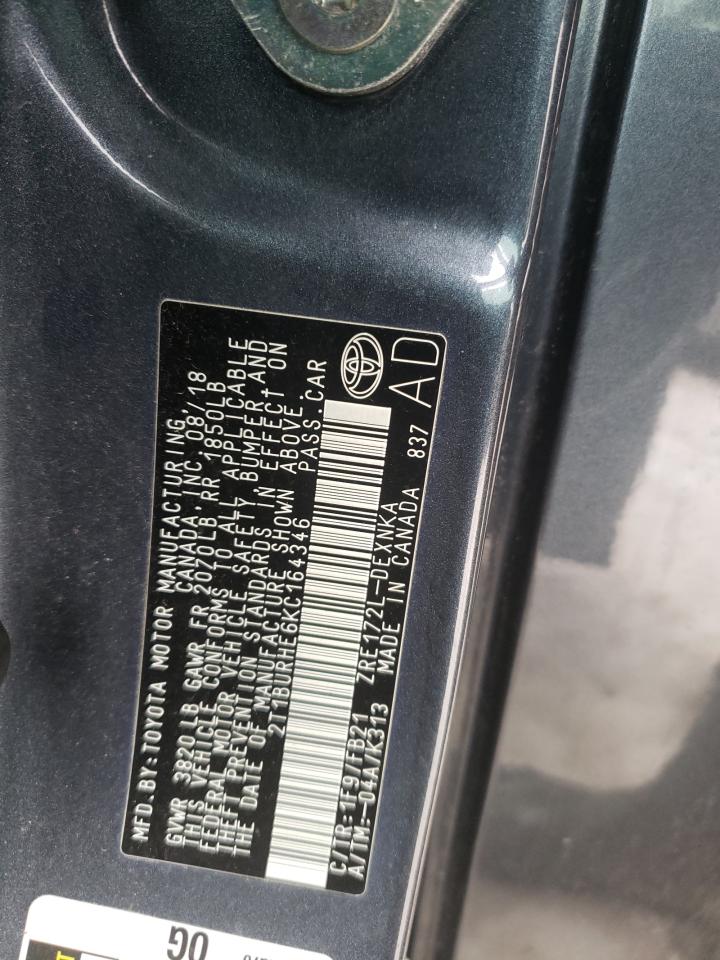 MFD.BY:TOYOTA MOTOR MANUFACTURING,
CANADA, INC. 08/18
GVWR 3820LB GAWR FR 2070LB RR 1850LB
THIS VEHICLE CONFORMS TO ALL APPLICABLE
FEDERAL MOTOR VEHICLE SAFETY, BUMPER, AND
THEFT PREVENTION STANDARDS IN EFFECT ON
THE DATE OF MANUFACTURE SHOWN ABOVE.
2T1BURHE6KC164346 PASS.CAR
C/TR:1F9/FB21 ZRE172L-DEXNKA
A/TM:-04A/K313 MADE IN CANADA 837
AD